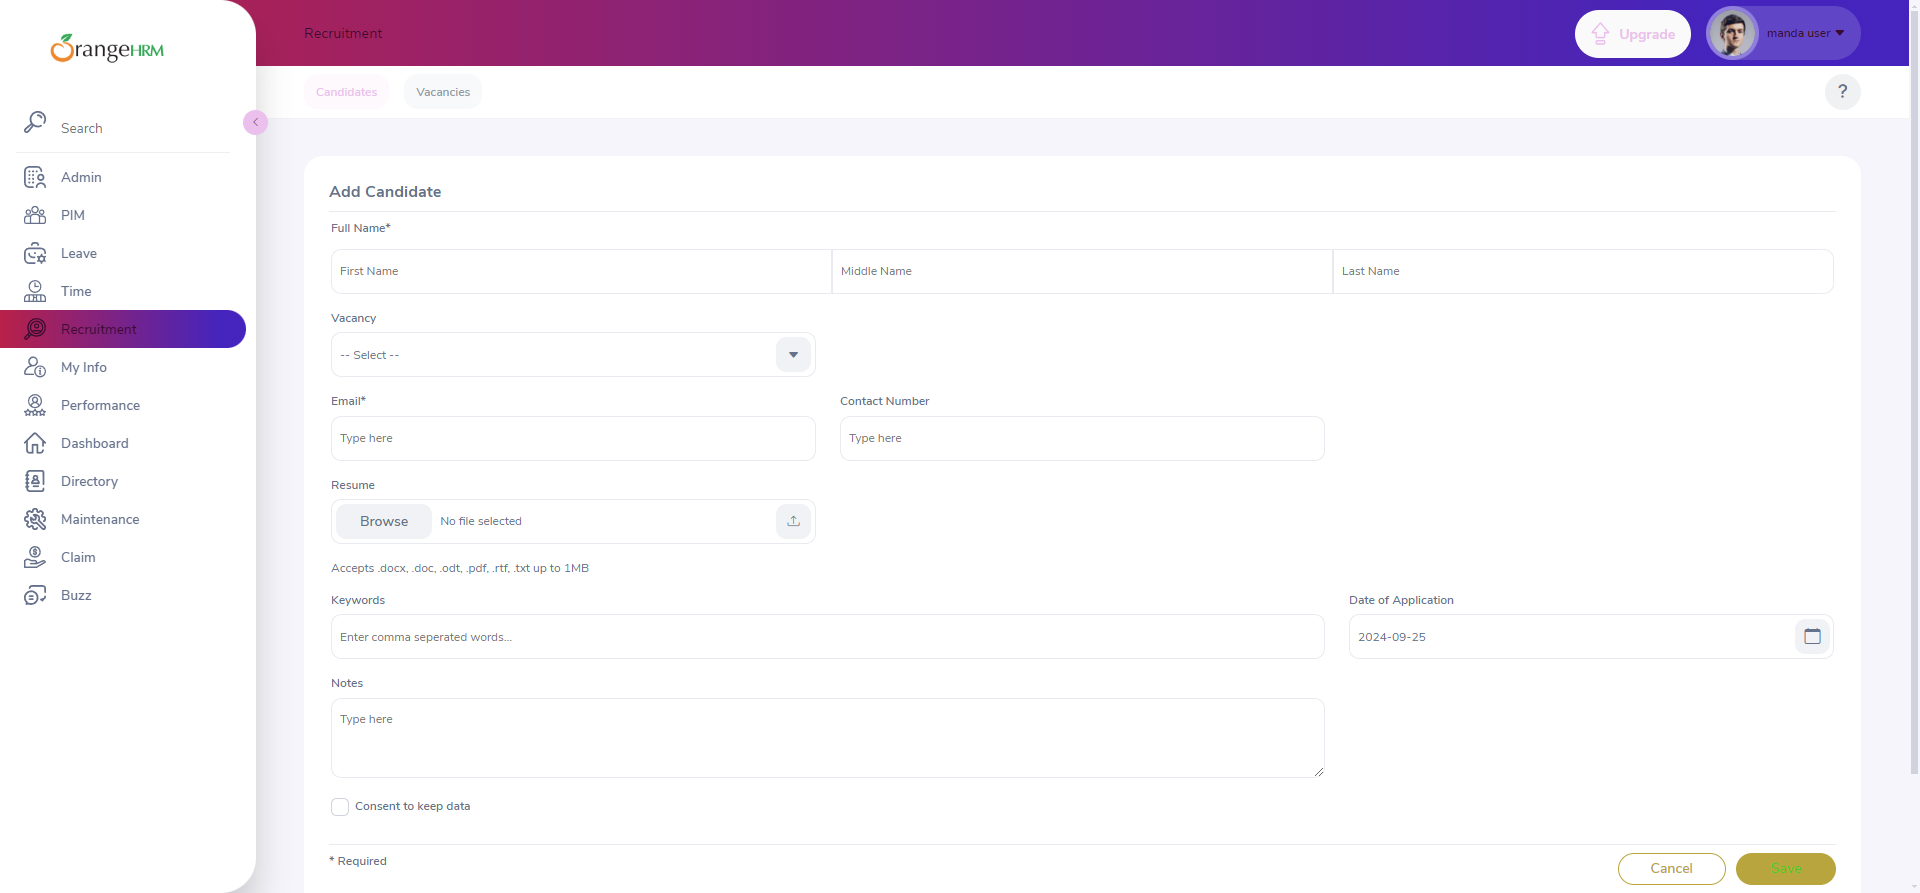 OrangeHRM
Recruitment
Upgrade
manda user
Candidates
Vacancies
?
Search
Admin
PIM
Leave
Time
Recruitment
My Info
Performance
Dashboard
Directory
Maintenance
Claim
Buzz
Add Candidate
Full Name*
First Name
Middle Name
Last Name
Vacancy
-- Select --
Email*
Contact Number
Type here
Type here
Resume
Browse
No file selected
Accepts .docx, .doc, .odt, .pdf, .rtf, .txt up to 1MB
Keywords
Date of Application
Enter comma seperated words...
2024-09-25
Notes
Type here
Consent to keep data
* Required
Cancel
Save